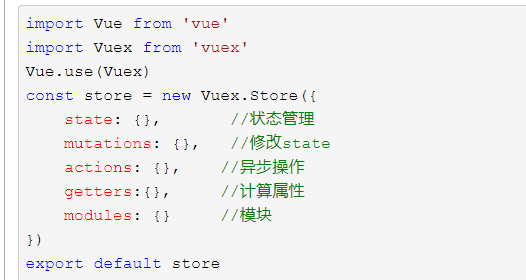 import Vue from 'vue'
import Vuex from 'vuex'
Vue.use(Vuex)
const store = new Vuex.Store({
    state: {},       //状态管理
    mutations: {},   //修改state
    actions: {},    //异步操作
    getters:{},     //计算属性
    modules: {}     //模块
})
export default store